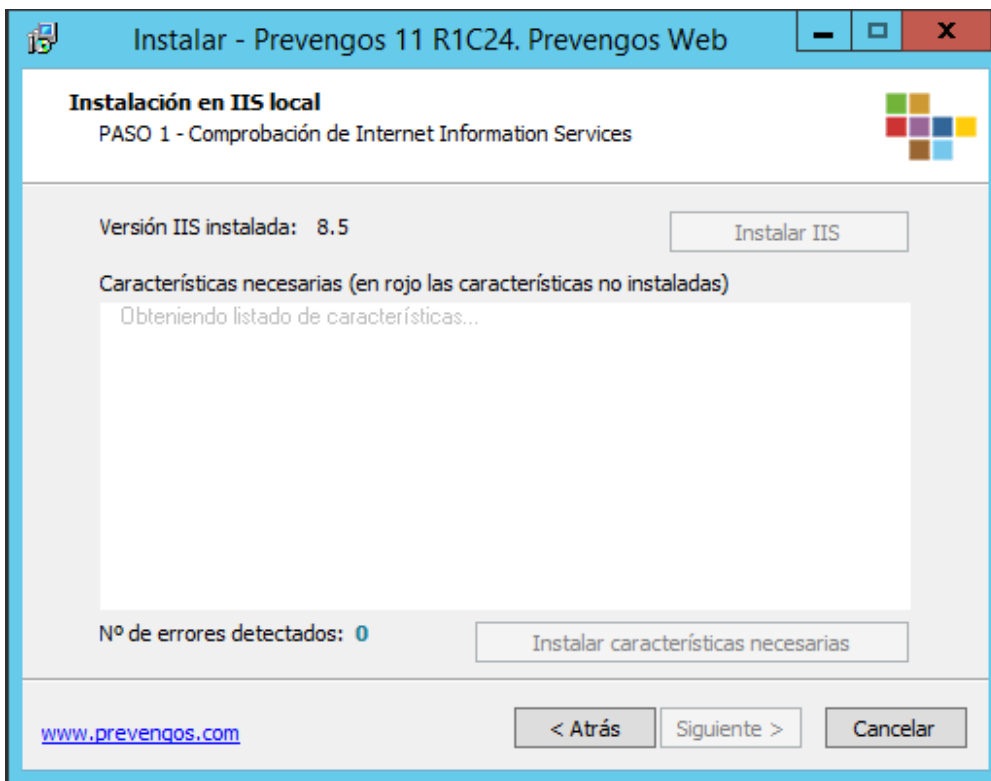 Instalar - Prevengos 11 R1C24. Prevengos Web
Instalación en IIS local
PASO 1 - Comprobación de Internet Information Services
Versión IIS instalada: 8.5
Instalar IIS
Características necesarias (en rojo las características no instaladas)
Obteniendo listado de características...
Nº de errores detectados: 0
Instalar características necesarias
www.prevengos.com
< Atrás
Siguiente >
Cancelar